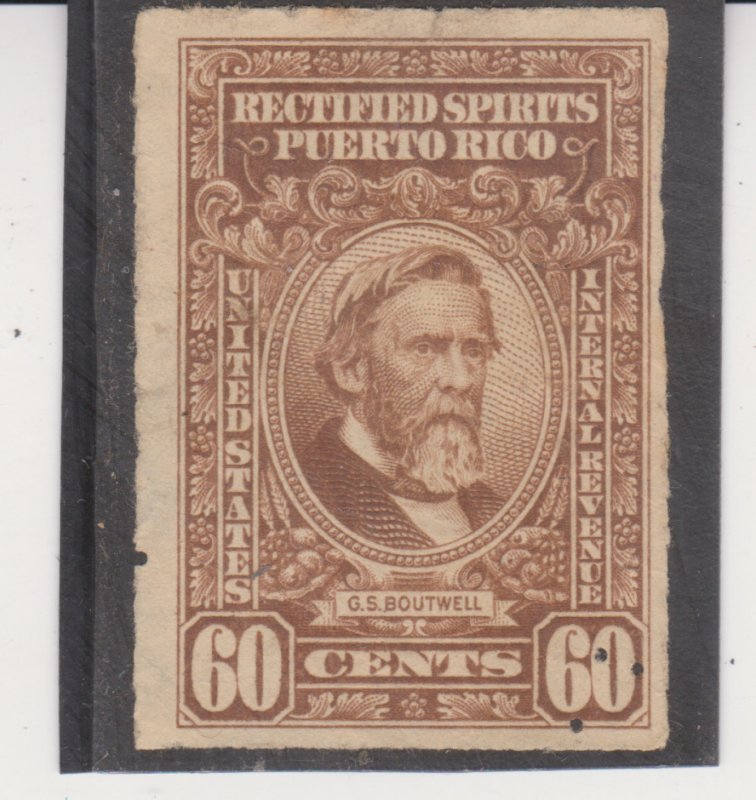 RECTIFIED SPIRITS
PUERTO RICO
UNITED STATES
INTERNAL REVENUE
G.S. BOUTWELL
60 CENTS 60